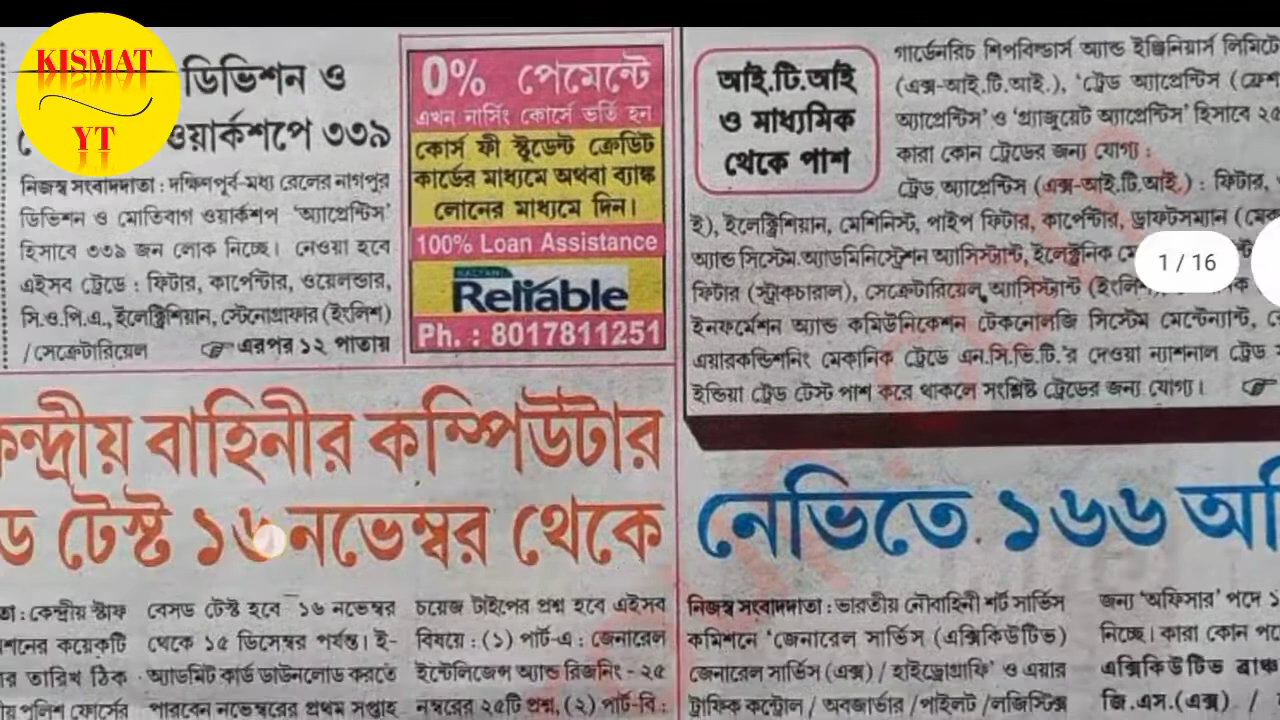 KISMAT
YT
ডিভিশন ও
ওয়ার্কশপে ৩৩৯
নিজস্ব সংবাদদাতা : দক্ষিণপূর্ব-মধ্য রেলের নাগপুর
ডিভিশন ও মোতিবাগ ওয়ার্কশপ 'অ্যাপ্রেন্টিস'
হিসাবে ৩৩৯ জন লোক নিচ্ছে। নেওয়া হবে
এইসব ট্রেডে : ফিটার, কার্পেন্টার, ওয়েলডার,
সি.ও.পি.এ., ইলেক্ট্রিশিয়ান, স্টেনোগ্রাফার (ইংলিশ)
/সেক্রেটারিয়েল ☞ এরপর ১২ পাতায়
0% পেমেন্টে
এখন নার্সিং কোর্সে ভর্তি হন
কোর্স ফী স্টুডেন্ট ক্রেডিট
কার্ডের মাধ্যমে অথবা ব্যাঙ্ক
লোনের মাধ্যমে দিন।
100% Loan Assistance
KALYANI
Reliable
Ph. : 8017811251
আই.টি.আই
ও মাধ্যমিক
থেকে পাশ
গার্ডেনরিচ শিপবিল্ডার্স অ্যান্ড ইঞ্জিনিয়ার্স লিমিটে
(এক্স-আই.টি.আই.), 'ট্রেড অ্যাপ্রেন্টিস (ফ্রেশ
অ্যাপ্রেন্টিস' ও 'গ্র্যাজুয়েট অ্যাপ্রেন্টিস' হিসাবে ২৫
কারা কোন ট্রেডের জন্য যোগ্য :
ট্রেড অ্যাপ্রেন্টিস (এক্স-আই.টি.আই.) : ফিটার,
ই), ইলেক্ট্রিশিয়ান, মেশিনিস্ট, পাইপ ফিটার, কার্পেন্টার, ড্রাফটসম্যান (মেক
অ্যান্ড সিস্টেম অ্যাডমিনিস্ট্রেশন অ্যাসিস্ট্যান্ট, ইলেক্ট্রনিক মে
1 / 16
ফিটার (স্ট্রাকচারাল), সেক্রেটারিয়েল অ্যাসিস্ট্যান্ট (ইংলিশ)
ইনফর্মেশন অ্যান্ড কমিউনিকেশন টেকনোলজি সিস্টেম মেন্টেন্যান্স,
এয়ারকন্ডিশনিং মেকানিক ট্রেডে এন.সি.ভি.টি.'র দেওয়া ন্যাশনাল ট্রেড
ইন্ডিয়া ট্রেড টেস্ট পাশ করে থাকলে সংশ্লিষ্ট ট্রেডের জন্য যোগ্য। ☞
কেন্দ্রীয় বাহিনীর কম্পিউটার
ড টেস্ট ১৬ নভেম্বর থেকে
তা : কেন্দ্রীয় স্টাফ
শনের কয়েকটি
ার তারিখ ঠিক
ীয় পুলিশ ফোর্সের
বেসড টেস্ট হবে ১৬ নভেম্বর
থেকে ১৫ ডিসেম্বর পর্যন্ত। ই-
অ্যাডমিট কার্ড ডাউনলোড করতে
পারবেন নভেম্বরের প্রথম সপ্তাহ
চয়েজ টাইপের প্রশ্ন হবে এইসব
বিষয়ে : (১) পার্ট-এ : জেনারেল
ইন্টেলিজেন্স অ্যান্ড রিজনিং - ২৫
নম্বরের ২৫টি প্রশ্ন, (২) পার্ট-বি :
নেভিতে ১৬৬ অফি
নিজস্ব সংবাদদাতা : ভারতীয় নৌবাহিনী শর্ট সার্ভিস
কমিশনে 'জেনারেল সার্ভিস (এক্সিকিউটিভ)
জেনারেল সার্ভিস (এক্স) / হাইড্রোগ্রাফি' ও এয়ার
ট্রাফিক কন্ট্রোল / অবজার্ভার / পাইলট / লজিস্টিক্স
জন্য 'অফিসার' পদে ১
নিচ্ছে। কারা কোন পদে
এক্সিকিউটিভ ব্রাঞ্চ
জি.এস.(এক্স) /